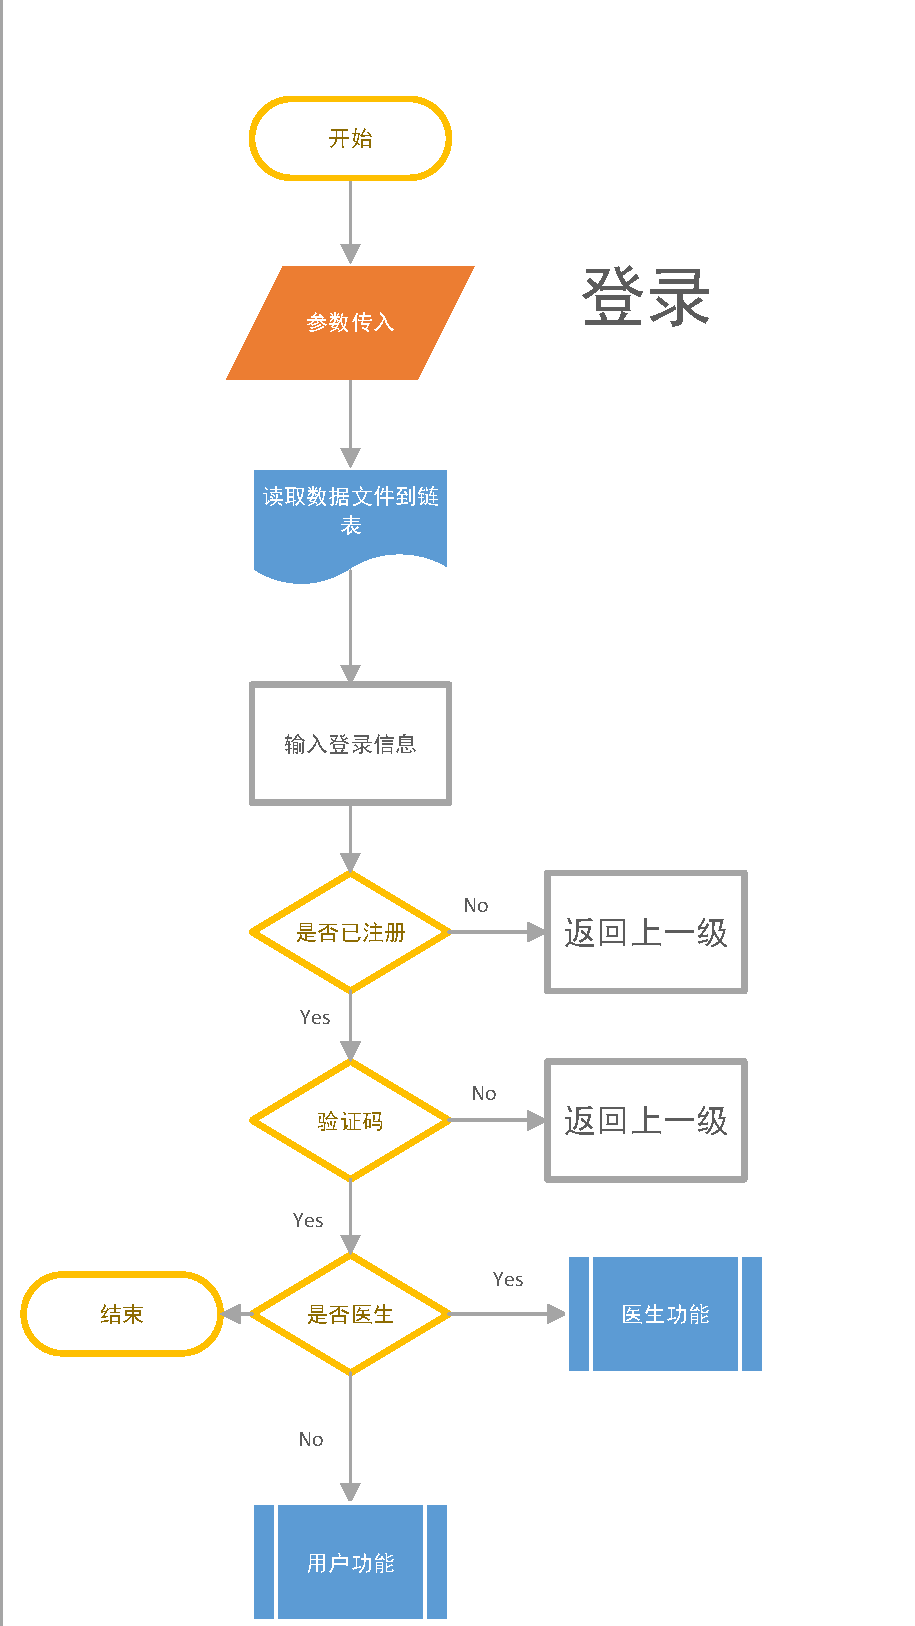 开始
登录
参数传入
读取数据文件到链
表
输入登录信息
No
是否已注册
返回上一级
Yes
No
验证码
返回上一级
Yes
Yes
结束
是否医生
医生功能
No
用户功能